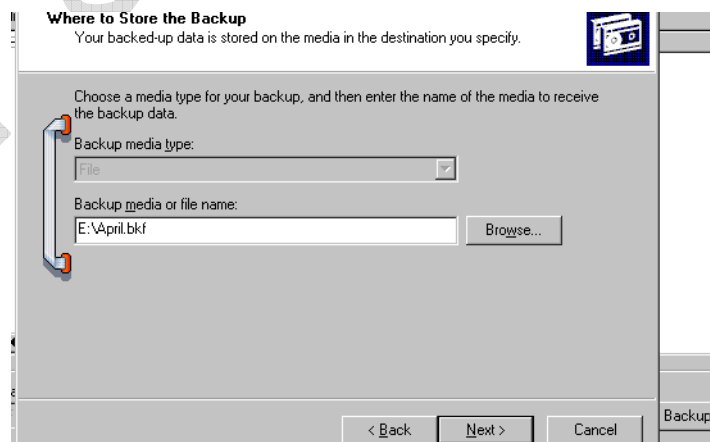 Where to Store the Backup
Your backed-up data is stored on the media in the destination you specify.
Choose a media type for your backup, and then enter the name of the media to receive
the backup data.
Backup media type:
File
Backup media or file name:
E:\April.bkf
Browse...
< Back
Next >
Cancel
Backup